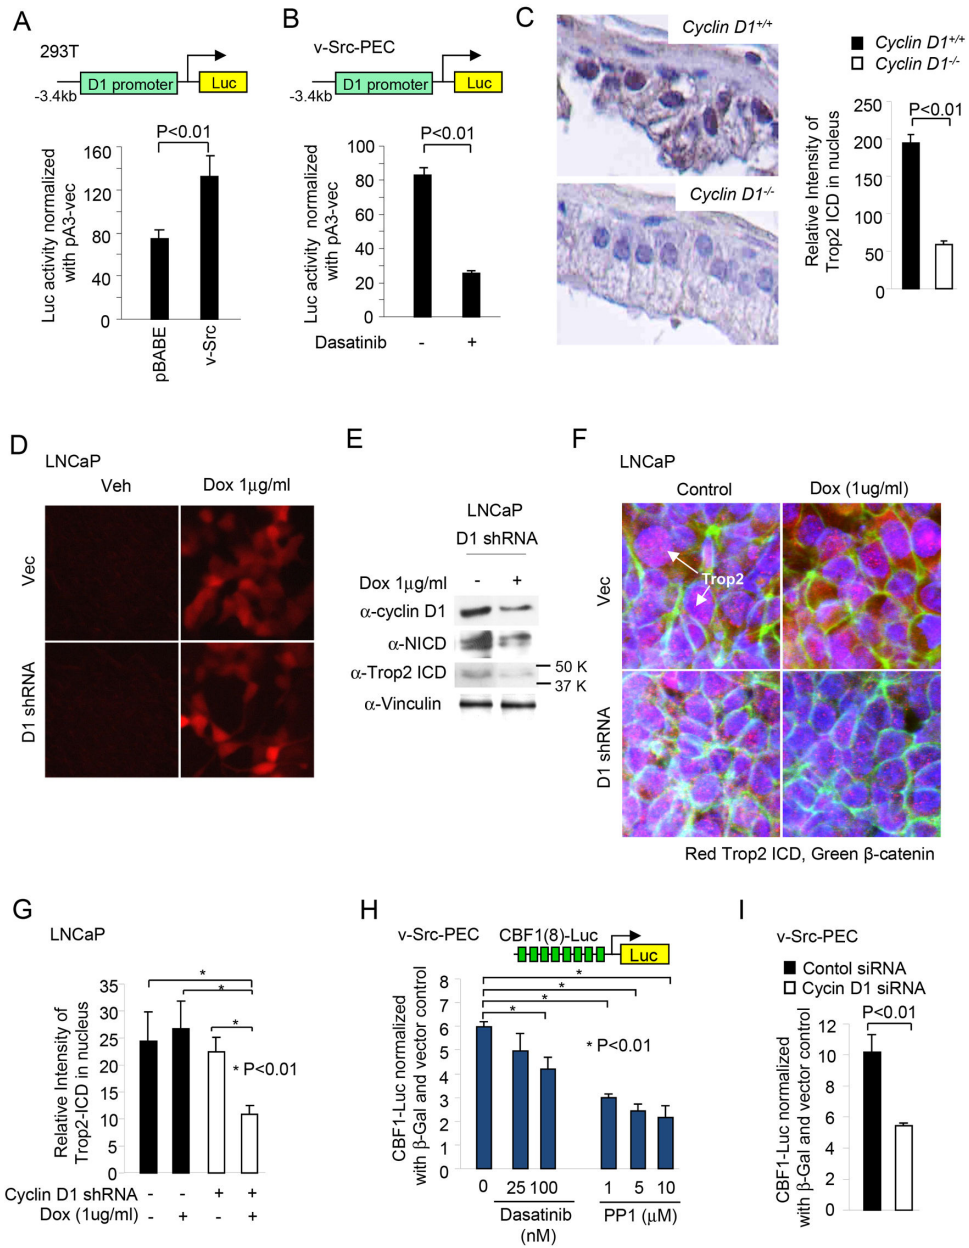 A
293T
D1 promoter
Luc
-3.4kb
P<0.01
Luc activity normalized
with pA3-vec
160
120
80
40
0
pBABE
v-Src
B
v-Src-PEC
D1 promoter
Luc
-3.4kb
P<0.01
Luc activity normalized
with pA3-vec
100
80
60
40
20
0
Dasatinib - +
C
Cyclin D1+/+
Cyclin D1-/-
Cyclin D1+/+
Cyclin D1-/-
P<0.01
Relative Intensity of
Trop2 ICD in nucleus
250
200
150
100
50
0
D
LNCaP
Veh Dox 1µg/ml
Vec
D1 shRNA
E
LNCaP
D1 shRNA
Dox 1µg/ml - +
α-cyclin D1
α-NICD
α-Trop2 ICD
50 K
37 K
α-Vinculin
F
LNCaP
Control Dox (1ug/ml)
Vec
Trop2
D1 shRNA
Red Trop2 ICD, Green β-catenin
G
LNCaP
Relative Intensity of
Trop2-ICD in nucleus
35
30
25
20
15
10
5
0
*
*
*
* P<0.01
Cyclin D1 shRNA - - + +
Dox (1ug/ml) - + - +
H
v-Src-PEC
CBF1(8)-Luc
Luc
CBF1-Luc normalized
with β-Gal and vector control
8
7
6
5
4
3
2
0
*
*
*
*
* P<0.01
0 25 100 1 5 10
Dasatinib
(nM)
PP1 (µM)
I
v-Src-PEC
Contol siRNA
Cycin D1 siRNA
P<0.01
CBF1-Luc normalized
with β-Gal and vector control
12
10
8
6
4
2
0